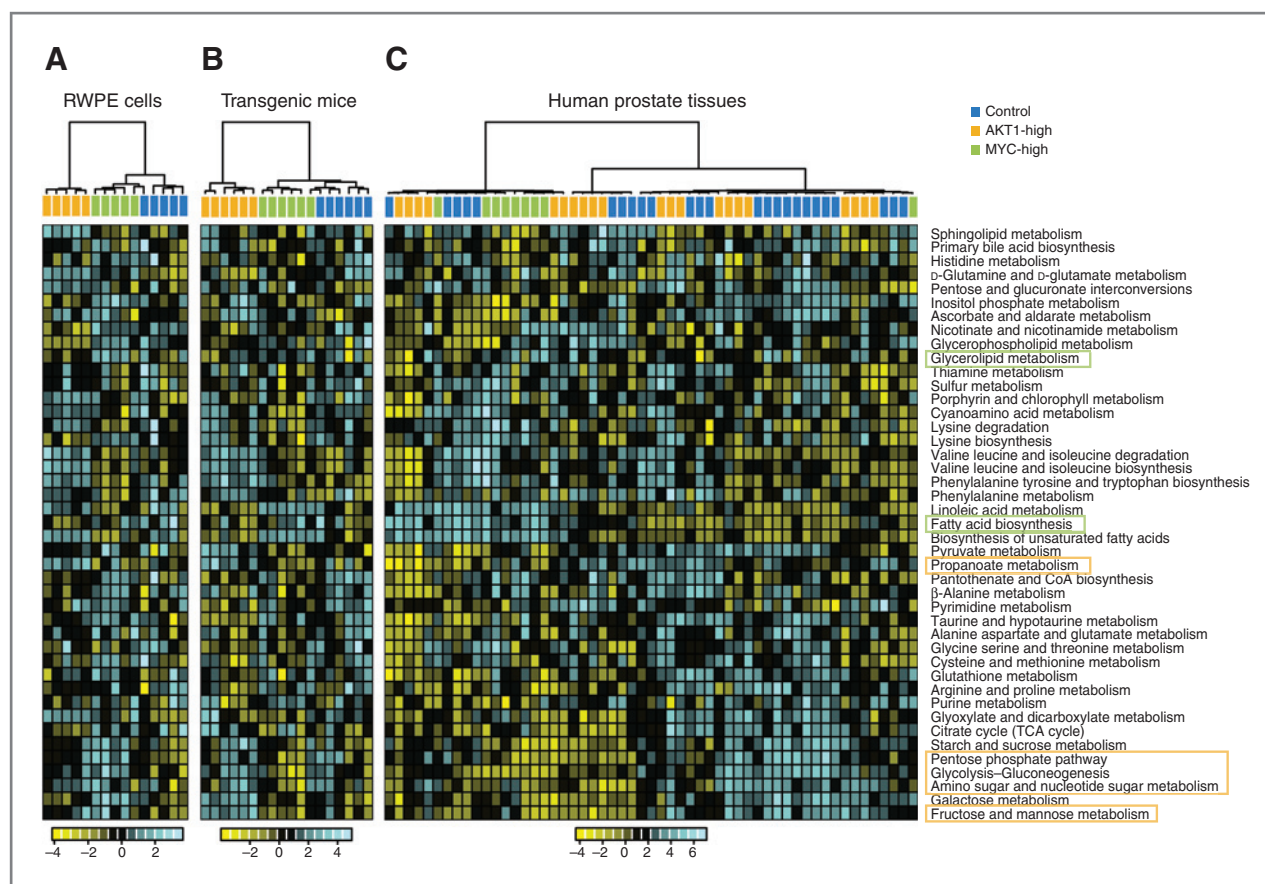 A
B
C
RWPE cells
Transgenic mice
Human prostate tissues
Control
AKT1-high
MYC-high
Sphingolipid metabolism
Primary bile acid biosynthesis
Histidine metabolism
D-Glutamine and D-glutamate metabolism
Pentose and glucuronate interconversions
Inositol phosphate metabolism
Ascorbate and aldarate metabolism
Nicotinate and nicotinamide metabolism
Glycerophospholipid metabolism
Glycerolipid metabolism
Thiamine metabolism
Sulfur metabolism
Porphyrin and chlorophyll metabolism
Cyanoamino acid metabolism
Lysine degradation
Lysine biosynthesis
Valine leucine and isoleucine degradation
Valine leucine and isoleucine biosynthesis
Phenylalanine tyrosine and tryptophan biosynthesis
Phenylalanine metabolism
Linoleic acid metabolism
Fatty acid biosynthesis
Biosynthesis of unsaturated fatty acids
Pyruvate metabolism
Propanoate metabolism
Pantothenate and CoA biosynthesis
β-Alanine metabolism
Pyrimidine metabolism
Taurine and hypotaurine metabolism
Alanine aspartate and glutamate metabolism
Glycine serine and threonine metabolism
Cysteine and methionine metabolism
Glutathione metabolism
Arginine and proline metabolism
Purine metabolism
Glyoxylate and dicarboxylate metabolism
Citrate cycle (TCA cycle)
Starch and sucrose metabolism
Pentose phosphate pathway
Glycolysis–Gluconeogenesis
Amino sugar and nucleotide sugar metabolism
Galactose metabolism
Fructose and mannose metabolism
–4 –2 0 2
–2 0 2 4
–4 –2 0 2 4 6